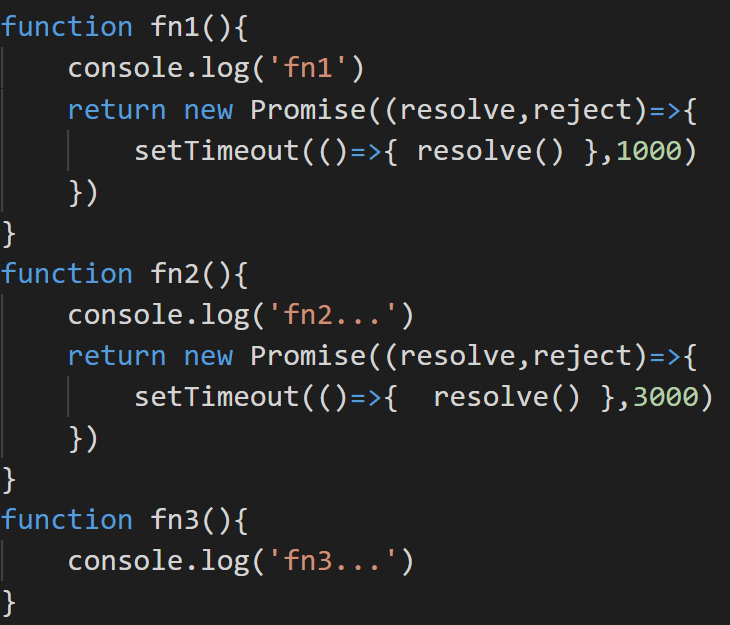 function fn1(){
    console.log('fn1')
    return new Promise((resolve,reject)=>{
        setTimeout(()=>{ resolve() },1000)
    })
}
function fn2(){
    console.log('fn2...')
    return new Promise((resolve,reject)=>{
        setTimeout(()=>{  resolve() },3000)
    })
}
function fn3(){
    console.log('fn3...')
}